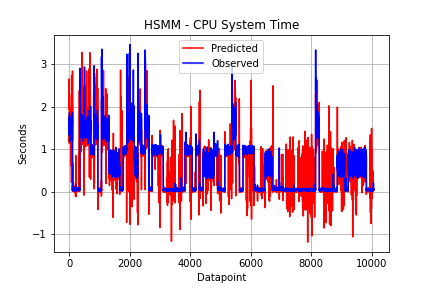 HSMM - CPU System Time
Predicted
Observed
Seconds
3
2
1
0
−1
0
2000
4000
6000
8000
10000
Datapoint